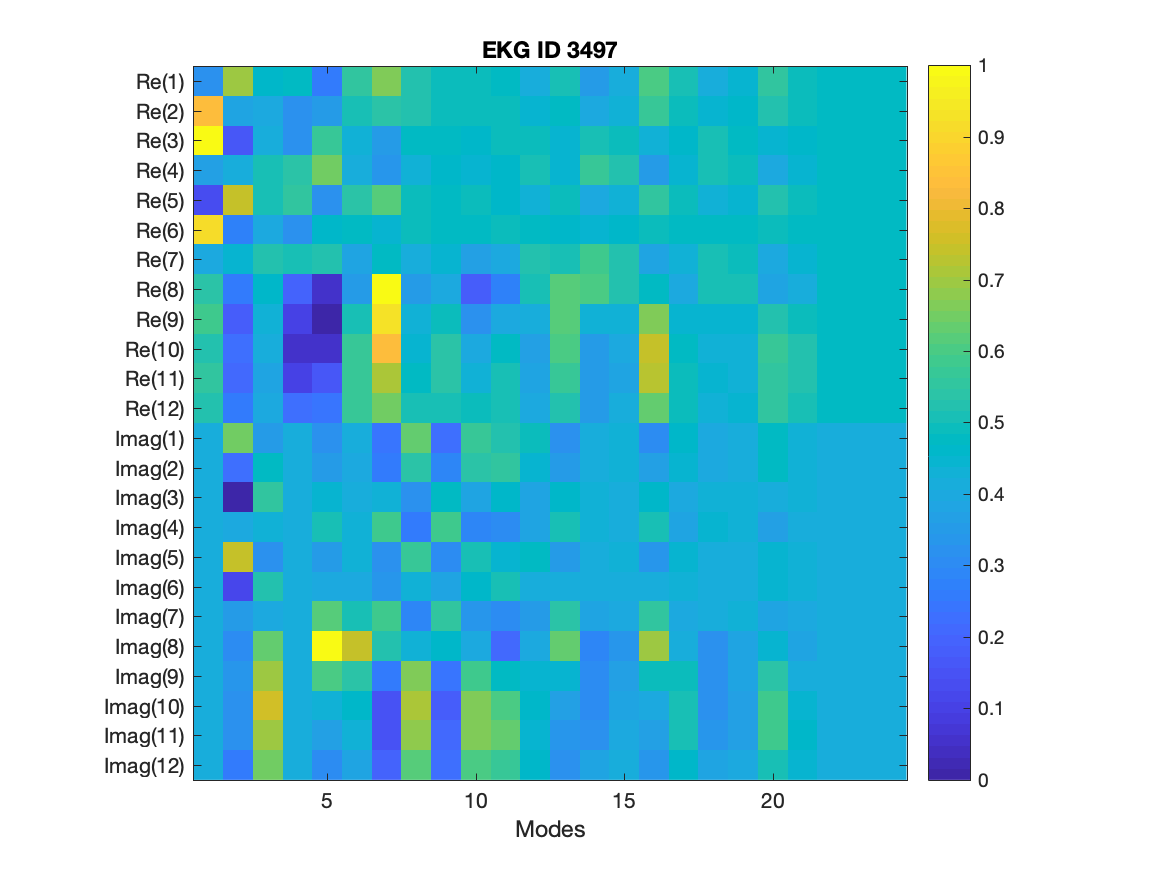 EKG ID 3497
Re(1)
Re(2)
Re(3)
Re(4)
Re(5)
Re(6)
Re(7)
Re(8)
Re(9)
Re(10)
Re(11)
Re(12)
Imag(1)
Imag(2)
Imag(3)
Imag(4)
Imag(5)
Imag(6)
Imag(7)
Imag(8)
Imag(9)
Imag(10)
Imag(11)
Imag(12)
5 10 15 20
Modes
1
0.9
0.8
0.7
0.6
0.5
0.4
0.3
0.2
0.1
0